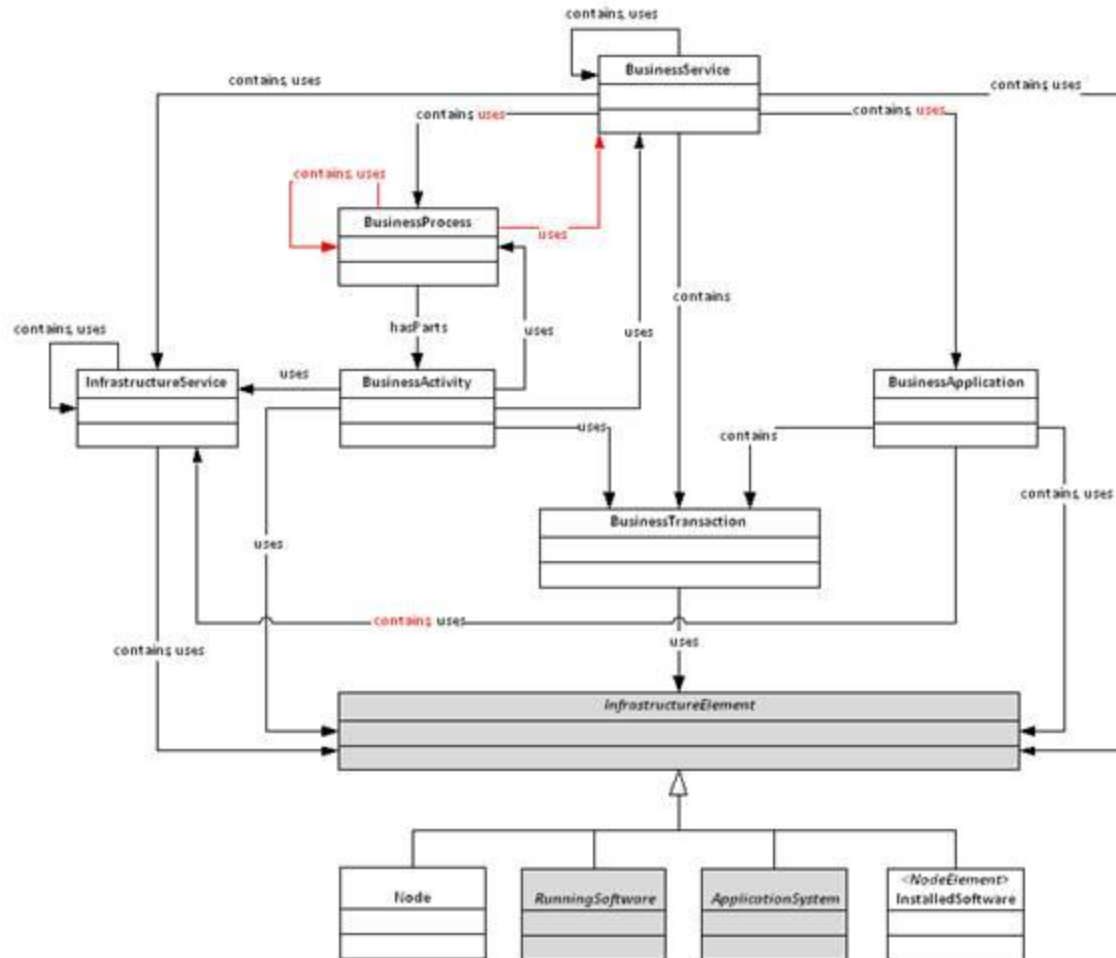 contains, uses
BusinessService
contains, uses
contains, uses
contains, uses
contains, uses
contains, uses
BusinessProcess
uses
contains
hasParts
uses
uses
contains, uses
InfrastructureService
uses
BusinessActivity
BusinessApplication
uses
contains
contains, uses
BusinessTransaction
uses
contains, uses
contains, uses
uses
InfrastructureElement
Node
RunningSoftware
ApplicationSystem
<NodeElement>
InstalledSoftware